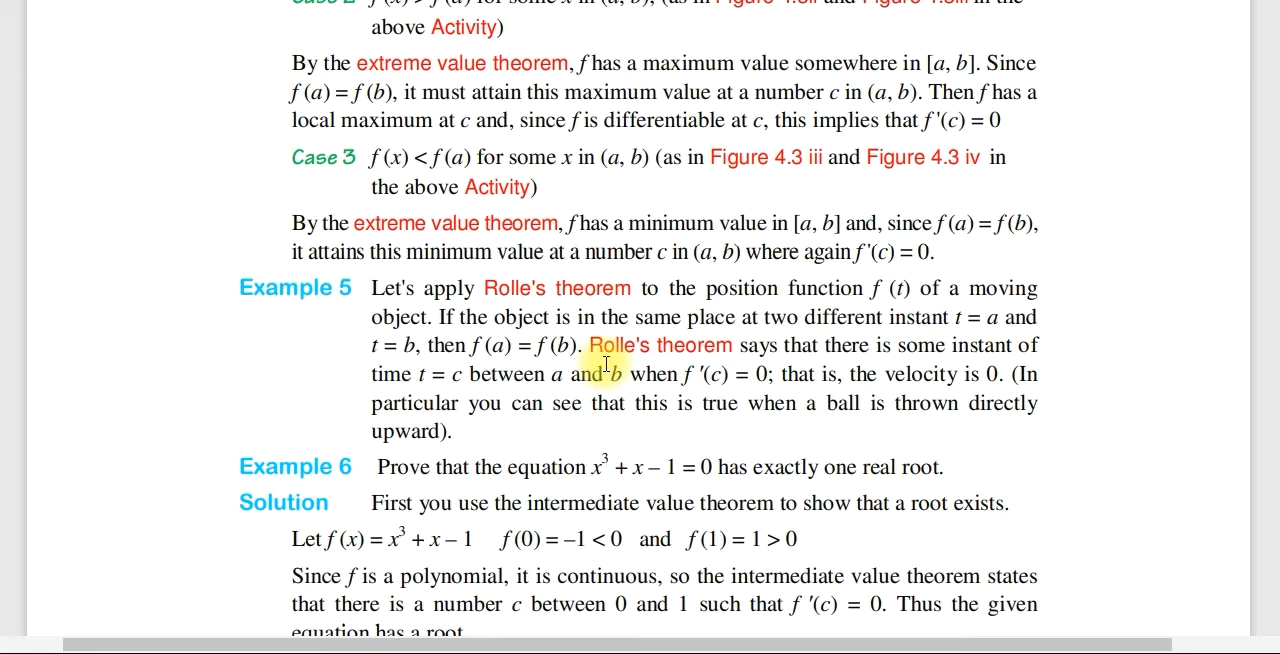 above Activity)
By the extreme value theorem, f has a maximum value somewhere in [a, b]. Since
f (a) = f (b), it must attain this maximum value at a number c in (a, b). Then f has a
local maximum at c and, since f is differentiable at c, this implies that f '(c) = 0
Case 3 f (x) < f (a) for some x in (a, b) (as in Figure 4.3 iii and Figure 4.3 iv in
the above Activity)
By the extreme value theorem, f has a minimum value in [a, b] and, since f (a) = f (b),
it attains this minimum value at a number c in (a, b) where again f '(c) = 0.
Example 5 Let's apply Rolle's theorem to the position function f (t) of a moving
object. If the object is in the same place at two different instant t = a and
t = b, then f (a) = f (b). Rolle's theorem says that there is some instant of
time t = c between a and b when f '(c) = 0; that is, the velocity is 0. (In
particular you can see that this is true when a ball is thrown directly
upward).
Example 6 Prove that the equation x³ + x – 1 = 0 has exactly one real root.
Solution First you use the intermediate value theorem to show that a root exists.
Let f (x) = x³ + x – 1 f (0) = –1 < 0 and f (1) = 1 > 0
Since f is a polynomial, it is continuous, so the intermediate value theorem states
that there is a number c between 0 and 1 such that f '(c) = 0. Thus the given
equation has a root